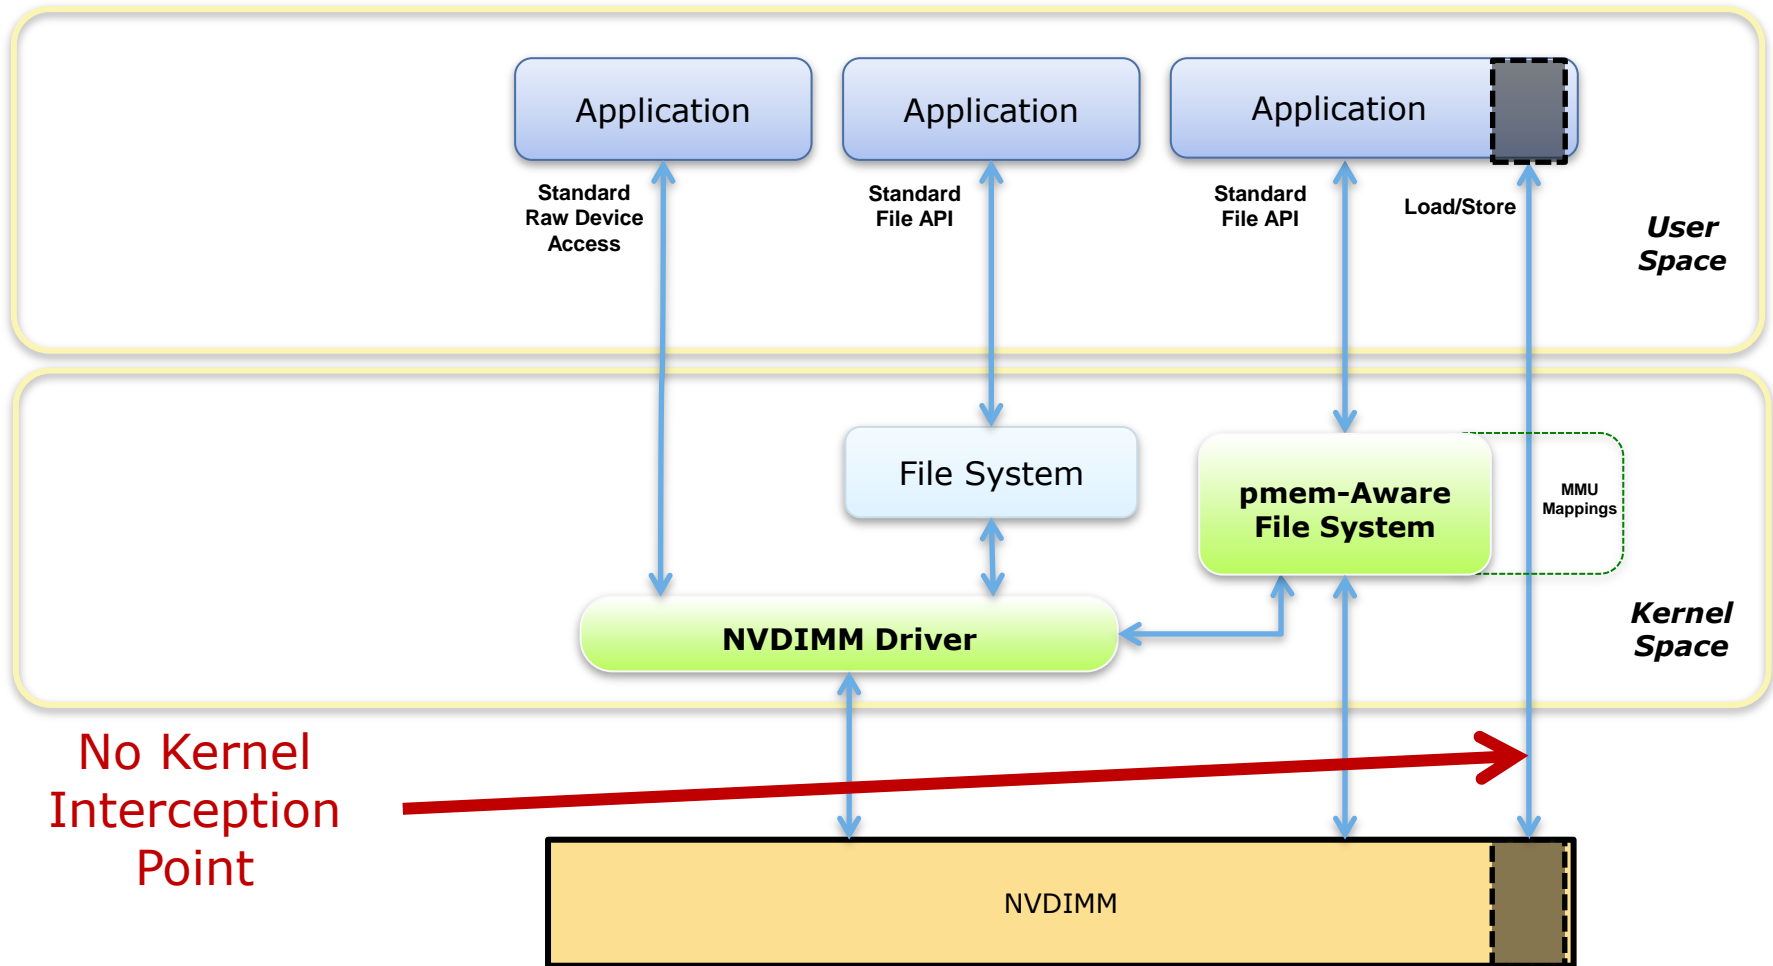 Application
Application
Application
Standard
Raw Device
Access
Standard
File API
Standard
File API
Load/Store
User
Space
File System
pmem-Aware
File System
MMU
Mappings
NVDIMM Driver
Kernel
Space
No Kernel
Interception
Point
NVDIMM